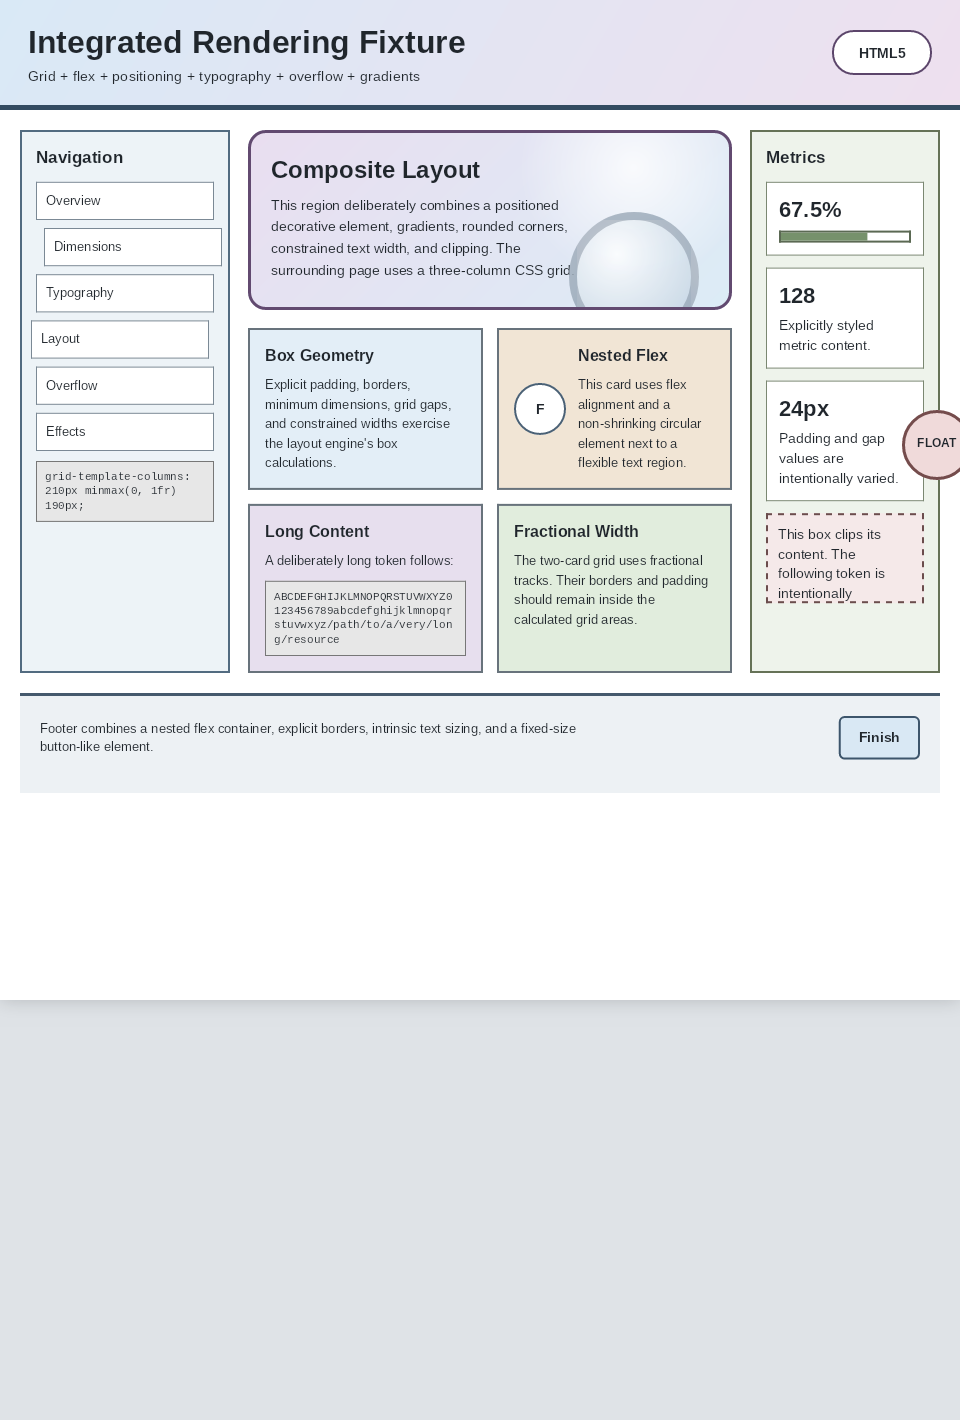 Integrated Rendering Fixture
Grid + flex + positioning + typography + overflow + gradients
HTML5
Navigation
Overview
Dimensions
Typography
Layout
Overflow
Effects
grid-template-columns:
210px minmax(0, 1fr)
190px;
Composite Layout
This region deliberately combines a positioned
decorative element, gradients, rounded corners,
constrained text width, and clipping. The
surrounding page uses a three-column CSS grid
Box Geometry
Explicit padding, borders,
minimum dimensions, grid gaps,
and constrained widths exercise
the layout engine's box
calculations.
F
Nested Flex
This card uses flex
alignment and a
non-shrinking circular
element next to a
flexible text region.
Long Content
A deliberately long token follows:
ABCDEFGHIJKLMNOPQRSTUVWXYZ0
123456789abcdefghijklmnopqr
stuvwxyz/path/to/a/very/lon
g/resource
Fractional Width
The two-card grid uses fractional
tracks. Their borders and padding
should remain inside the
calculated grid areas.
Metrics
67.5%
128
Explicitly styled
metric content.
24px
Padding and gap
values are
intentionally varied.
FLOAT
This box clips its
content. The
following token is
intentionally
Footer combines a nested flex container, explicit borders, intrinsic text sizing, and a fixed-size
button-like element.
Finish